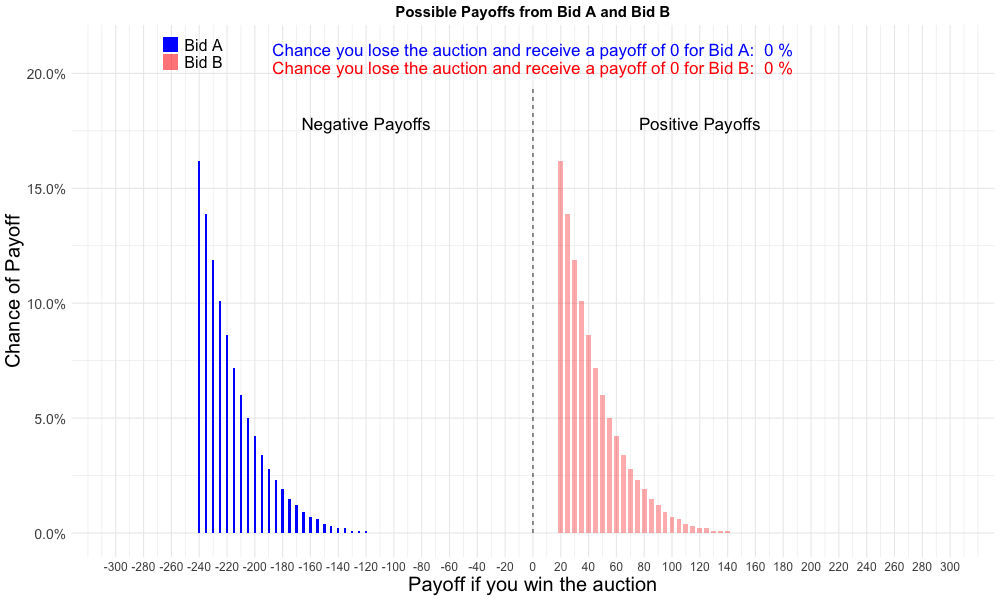 Possible Payoffs from Bid A and Bid B
Bid A
Bid B
Chance you lose the auction and receive a payoff of 0 for Bid A:  0 %
Chance you lose the auction and receive a payoff of 0 for Bid B:  0 %
Negative Payoffs
Positive Payoffs
Chance of Payoff
20.0%
15.0%
10.0%
5.0%
0.0%
-300 -280 -260 -240 -220 -200 -180 -160 -140 -120 -100 -80 -60 -40 -20 0 20 40 60 80 100 120 140 160 180 200 220 240 260 280 300
Payoff if you win the auction